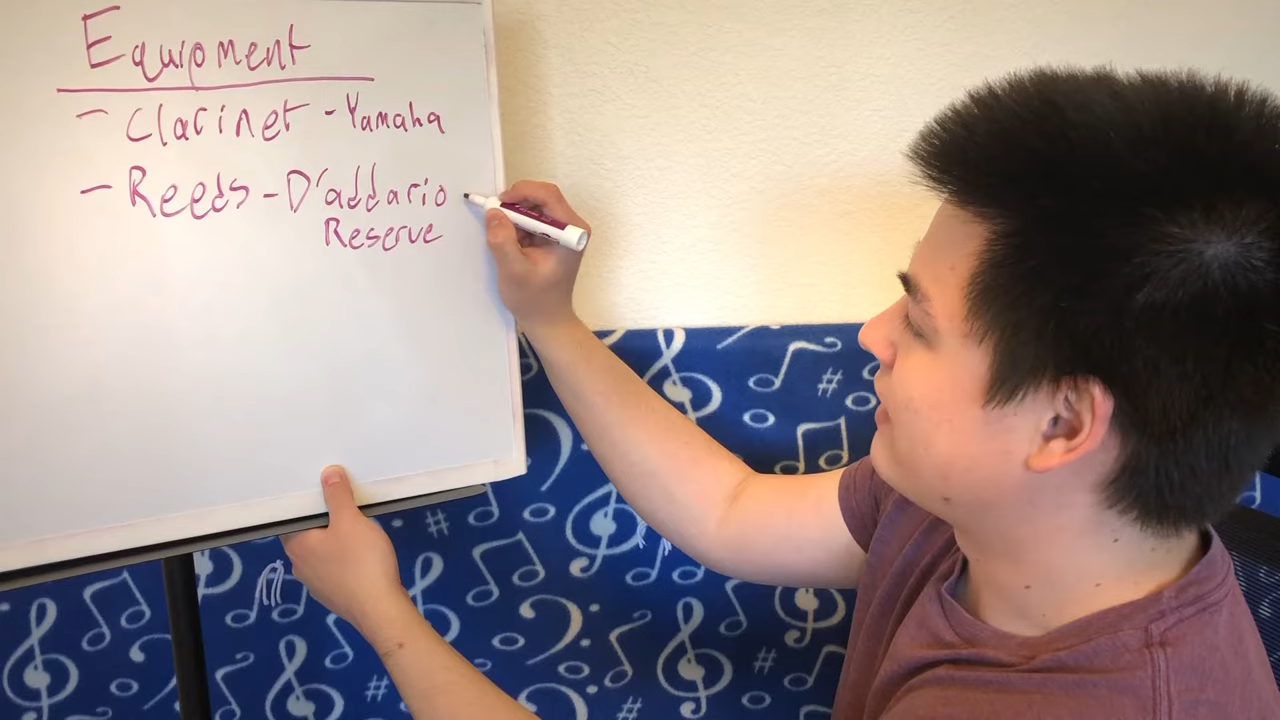 Equipment
- Clarinet - Yamaha
- Reeds - D'addario
Reserve